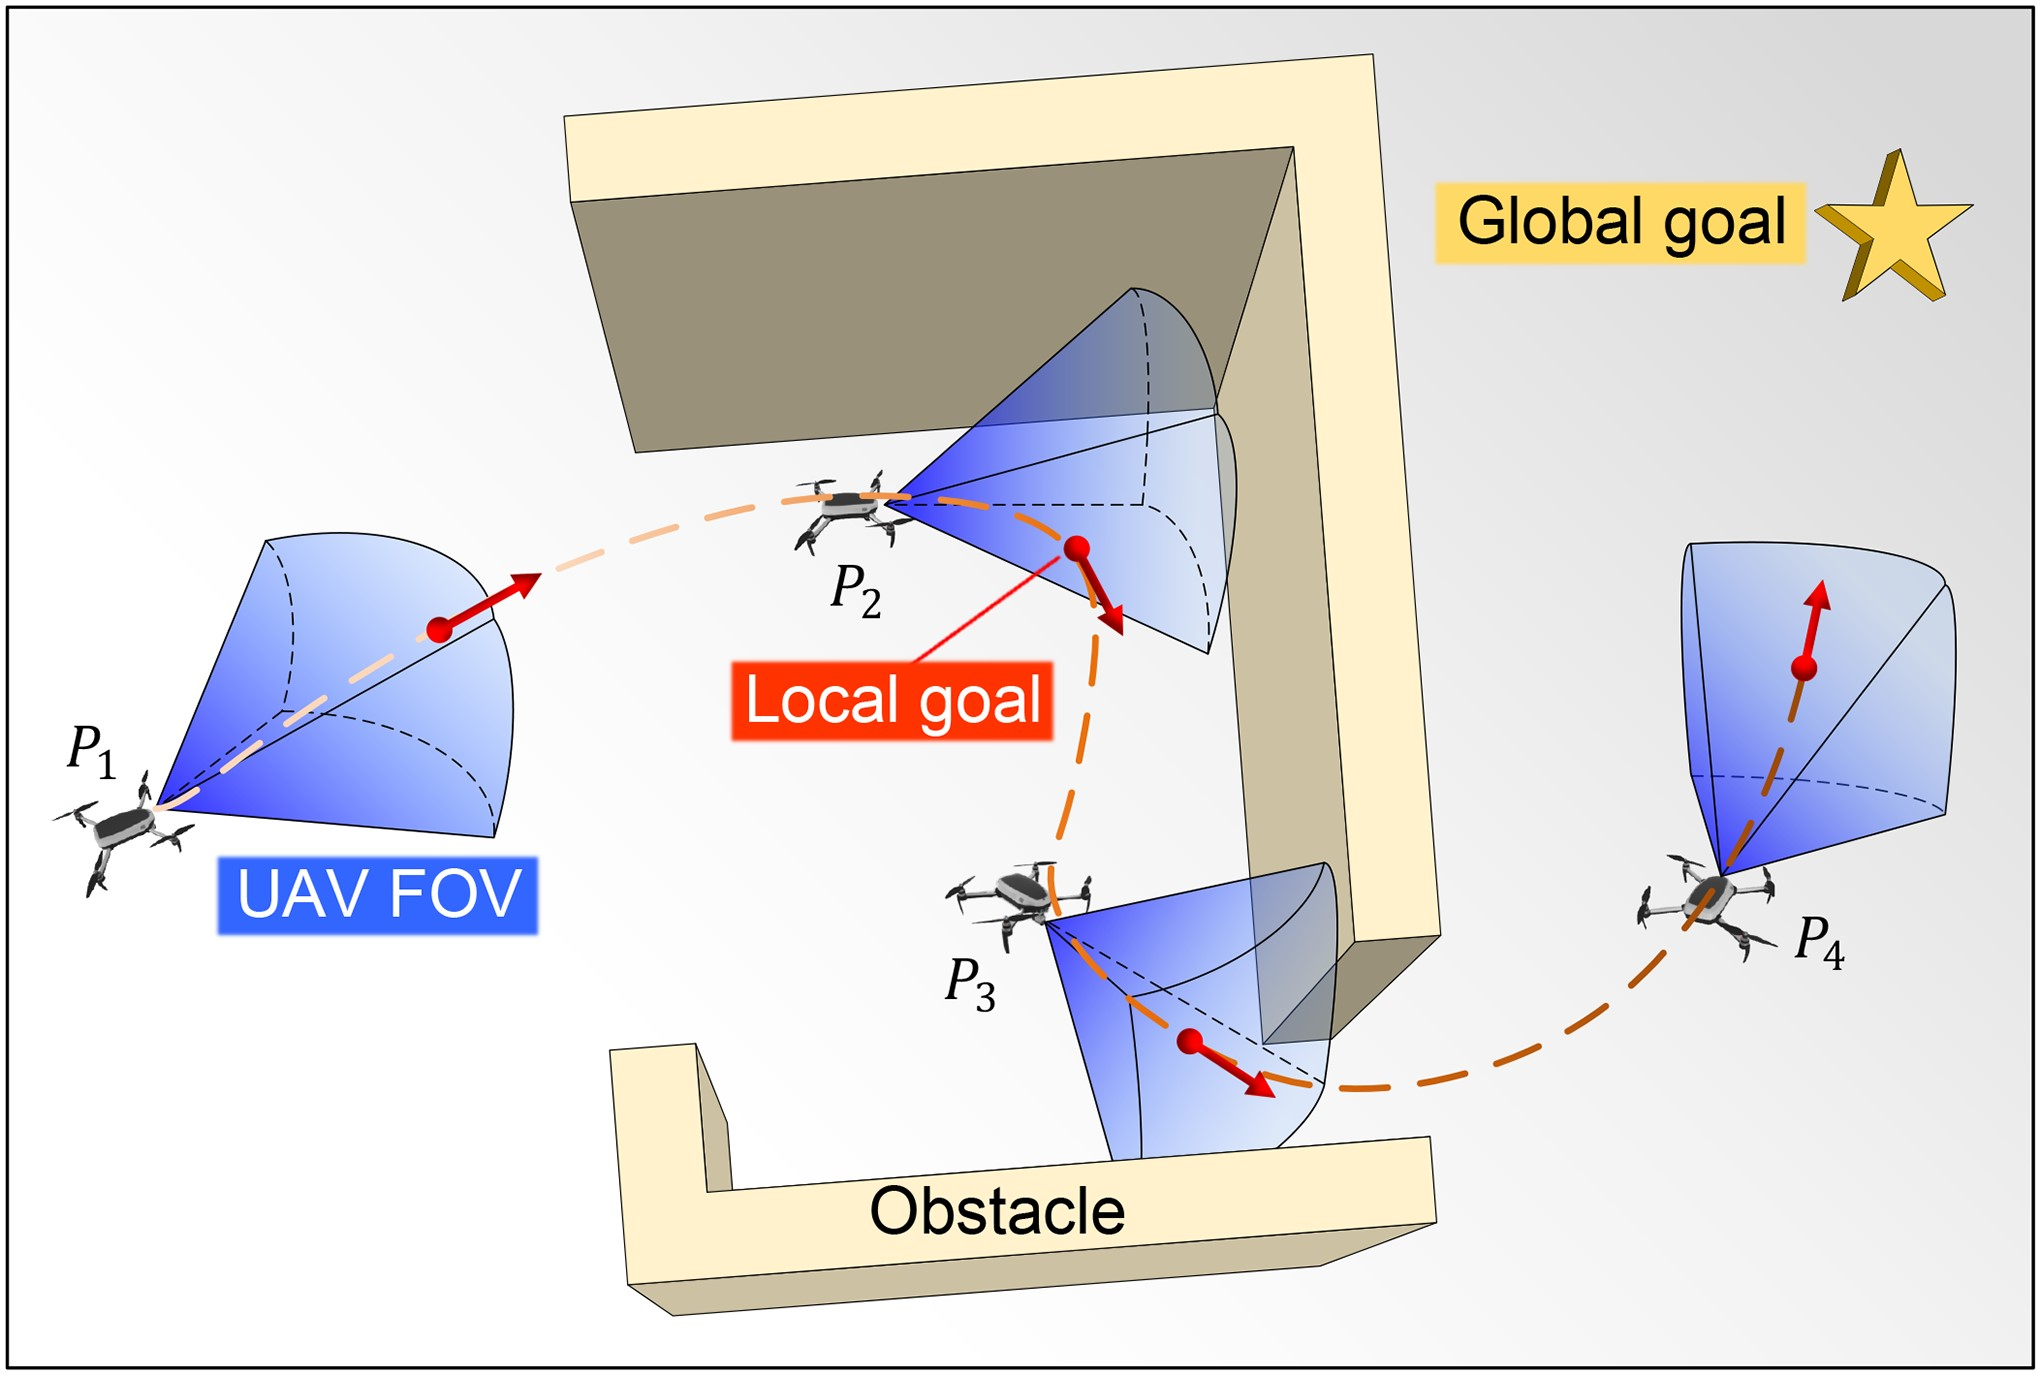 Global goal
P2
Local goal
P1
UAV FOV
P3
P4
Obstacle